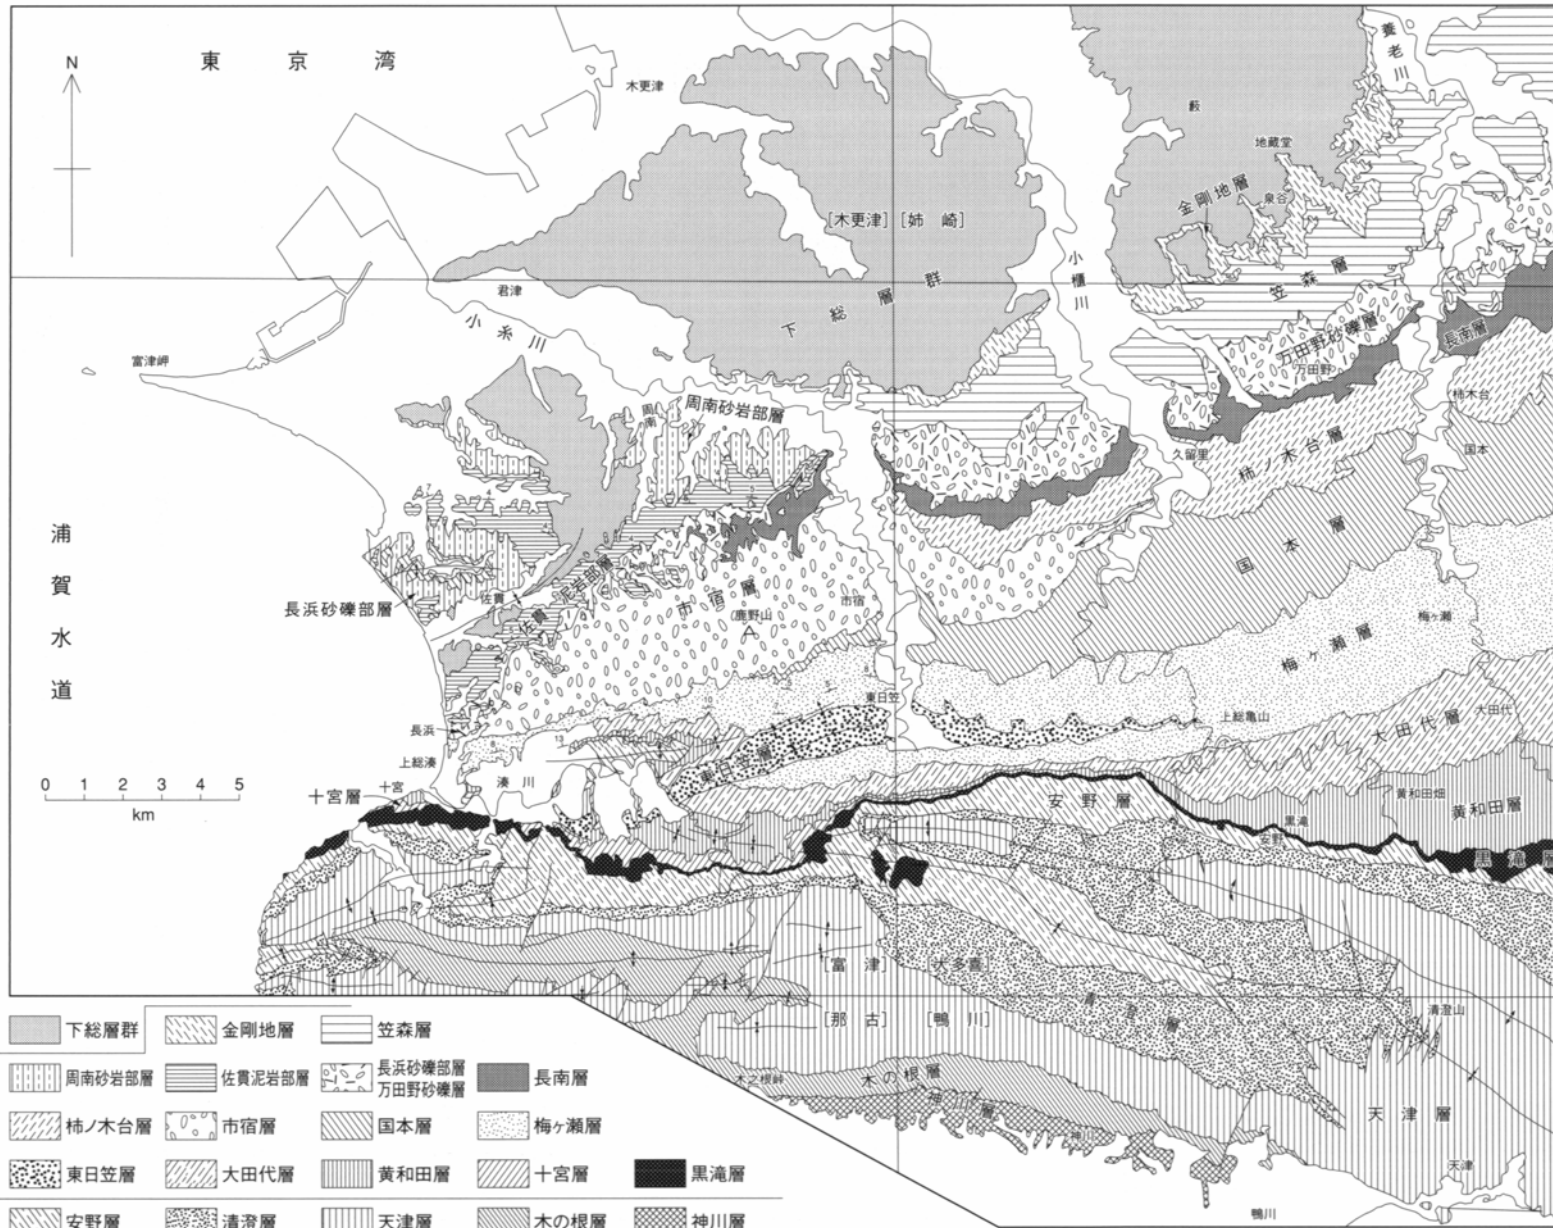 東京湾
N
木更津
養老川
藪
地蔵堂
金剛地層
泉谷
[木更津] [姉崎]
小櫃川
笠森層
君津
下総層群
小糸川
富津岬
万田野砂礫層
万田野
長南層
周南
周南砂岩部層
柿木台
久留里
柿ノ木台層
国本
国本層
浦賀水道
佐貫
佐貫泥岩部層
長浜砂礫部層
市宿層
鹿野山
市宿
梅ヶ瀬
梅ヶ瀬層
東日笠
長浜
上総亀山
大田代層
大田代
上総湊
東日笠層
湊川
0 1 2 3 4 5
km
十宮
十宮層
安野層
黄和田畑
黄和田層
黒滝
安野
黒滝層
[富津] [大多喜]
清澄層
清澄山
[那古] [鴨川]
木之根峠
木の根層
神川層
神川
天津層
天津
鴨川
下総層群 金剛地層 笠森層
周南砂岩部層 佐貫泥岩部層 長浜砂礫部層 万田野砂礫層 長南層
柿ノ木台層 市宿層 国本層 梅ヶ瀬層
東日笠層 大田代層 黄和田層 十宮層 黒滝層
安野層 清澄層 天津層 木の根層 神川層